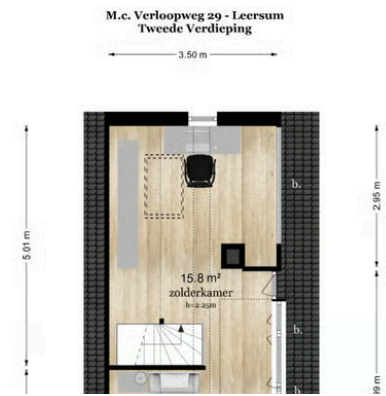 M.c. Verloopweg 29 - Leersum
Tweede Verdieping
3.50 m
b.
2.95 m
5.01 m
15.8 m²
zolderkamer
h=2.25m
b.
b.